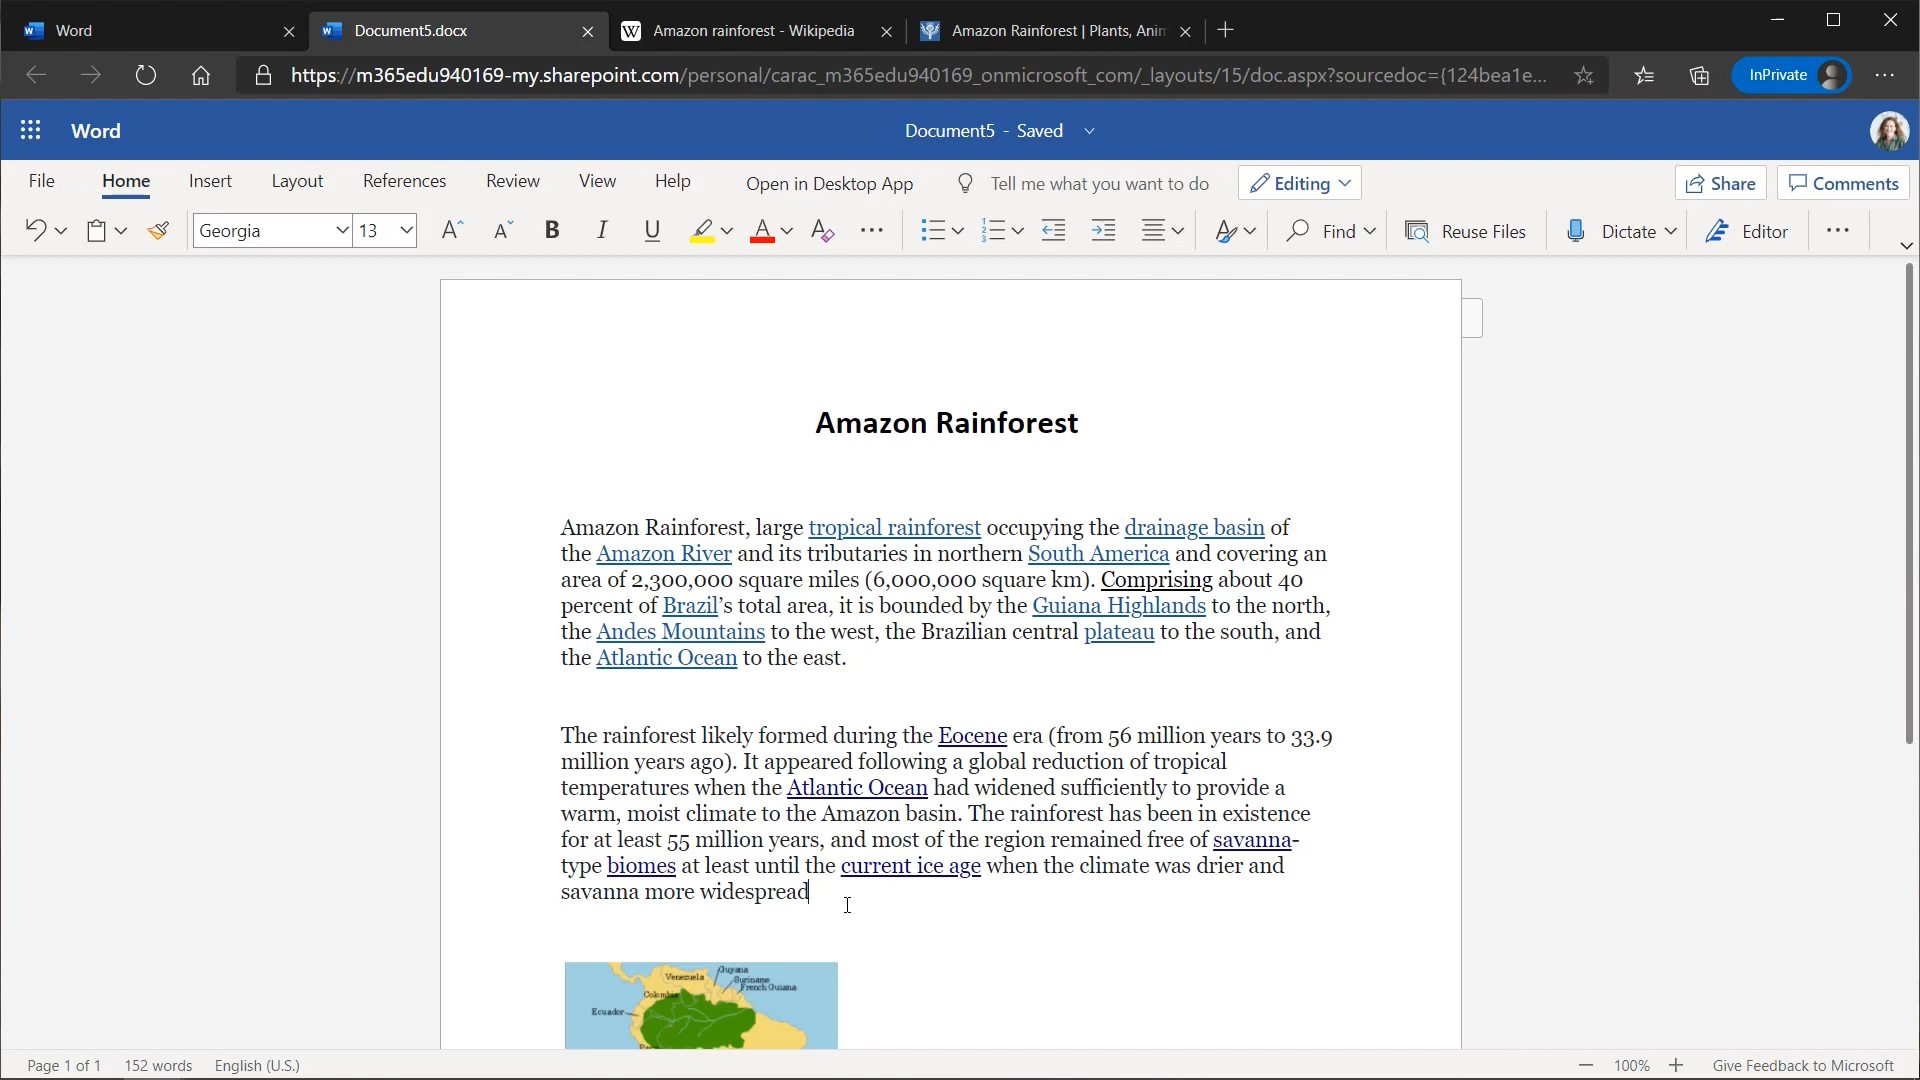 Word
Document5.docx
Amazon rainforest - Wikipedia
Amazon Rainforest | Plants, Anim
https://m365edu940169-my.sharepoint.com/personal/carac_m365edu940169_onmicrosoft_com/_layouts/15/doc.aspx?sourcedoc={124bea1e...
InPrivate
Word
Document5 - Saved
File Home Insert Layout References Review View Help Open in Desktop App Tell me what you want to do Editing Share Comments
Georgia 13 Find Reuse Files Dictate Editor
Amazon Rainforest
Amazon Rainforest, large tropical rainforest occupying the drainage basin of
the Amazon River and its tributaries in northern South America and covering an
area of 2,300,000 square miles (6,000,000 square km). Comprising about 40
percent of Brazil’s total area, it is bounded by the Guiana Highlands to the north,
the Andes Mountains to the west, the Brazilian central plateau to the south, and
the Atlantic Ocean to the east.
The rainforest likely formed during the Eocene era (from 56 million years to 33.9
million years ago). It appeared following a global reduction of tropical
temperatures when the Atlantic Ocean had widened sufficiently to provide a
warm, moist climate to the Amazon basin. The rainforest has been in existence
for at least 55 million years, and most of the region remained free of savanna-
type biomes at least until the current ice age when the climate was drier and
savanna more widespread
Guyana
Venezuela
Suriname
French Guiana
Colombia
Ecuador
Page 1 of 1 152 words English (U.S.) 100% Give Feedback to Microsoft